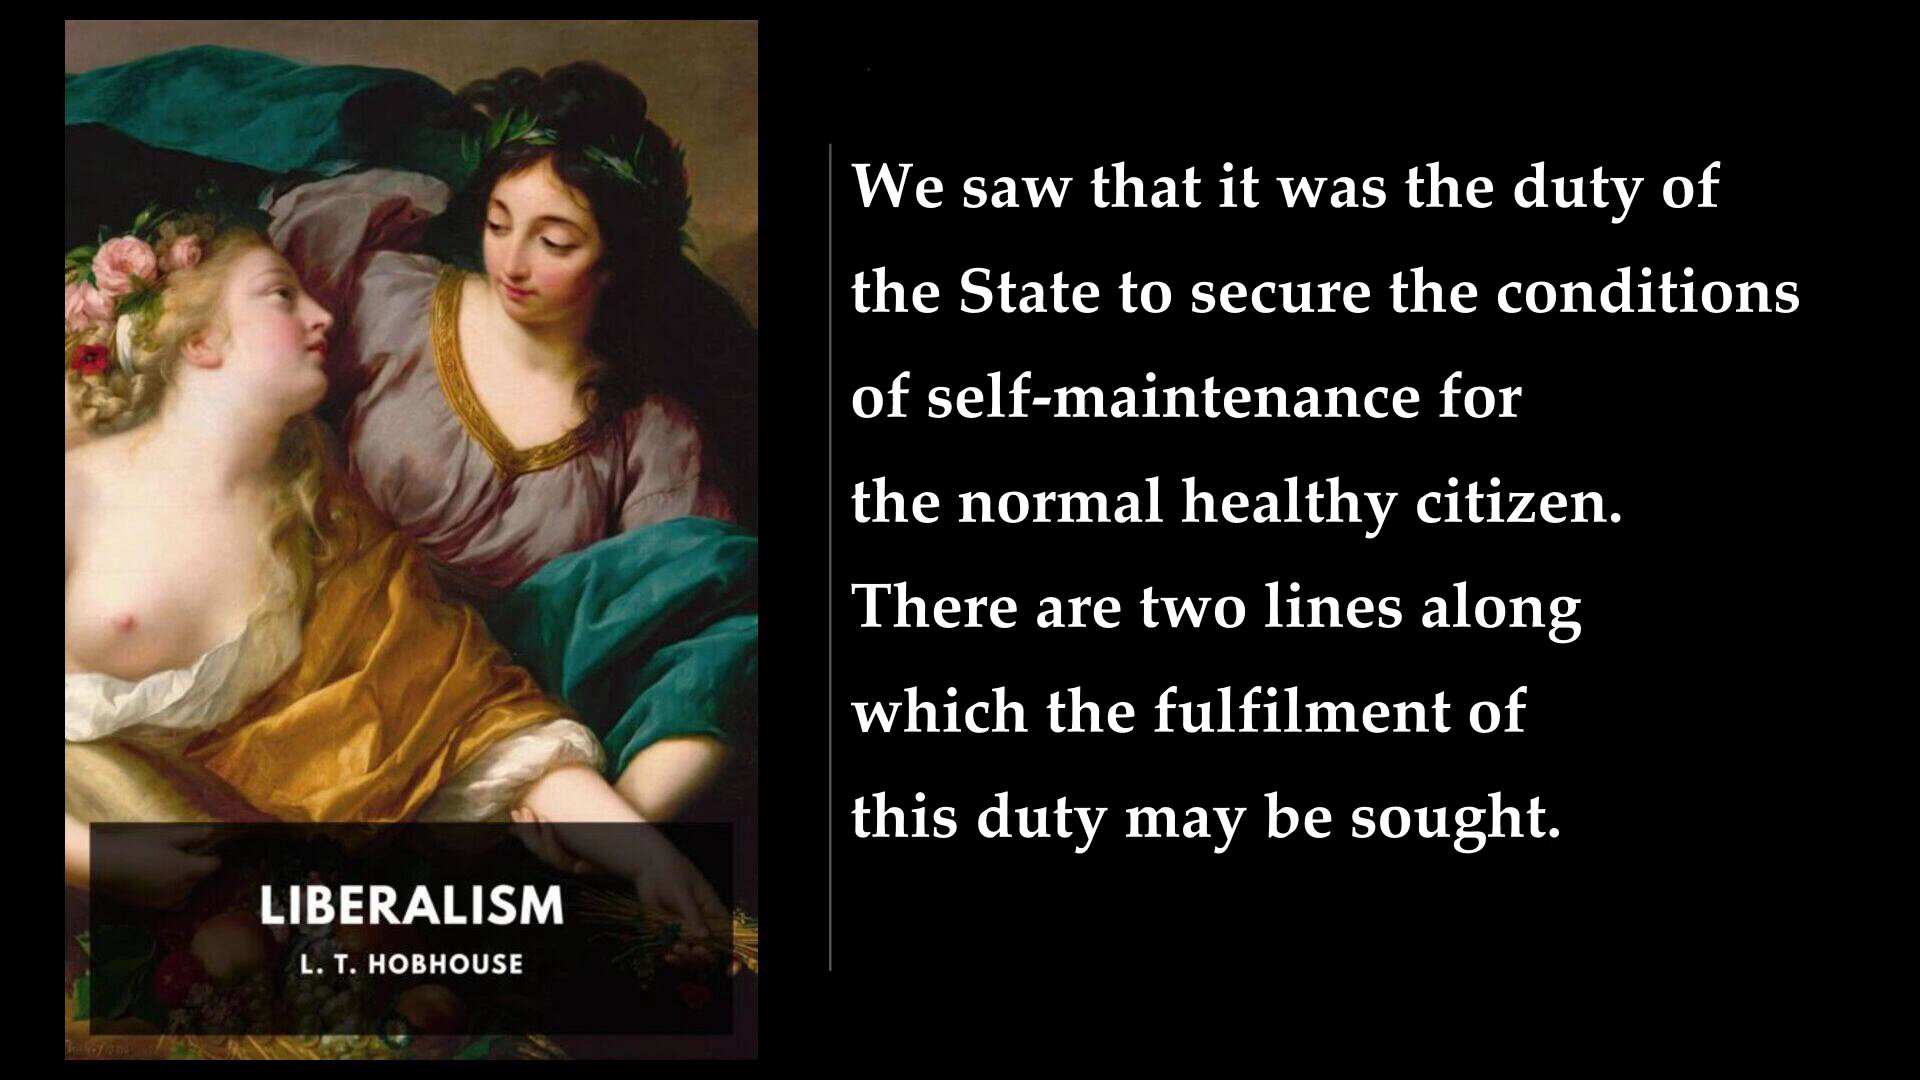 LIBERALISM
L. T. HOBHOUSE
We saw that it was the duty of
the State to secure the conditions
of self-maintenance for
the normal healthy citizen.
There are two lines along
which the fulfilment of
this duty may be sought.